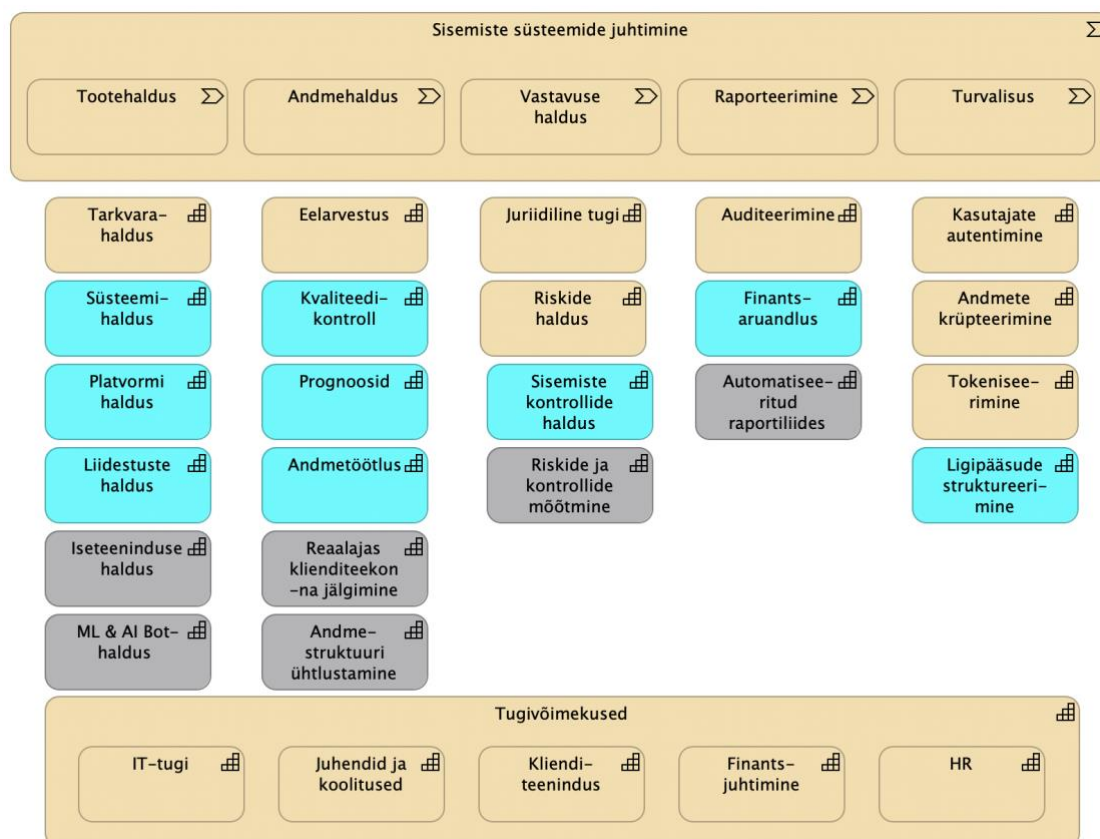 Sisemiste süsteemide juhtimine
Tootehaldus
Andmehaldus
Vastavuse
haldus
Raporteerimine
Turvalisus
Tarkvara-
haldus
Eelarvestus
Juriidiline tugi
Auditeerimine
Kasutajate
autentimine
Süsteemi-
haldus
Kvaliteedi-
kontroll
Riskide
haldus
Finants-
aruandlus
Andmete
krüpteerimine
Platvormi
haldus
Prognoosid
Sisemiste
kontrollide
haldus
Automatisee-
ritud
raportiliides
Tokenisee-
rimine
Liidestuste
haldus
Andmetöötlus
Riskide ja
kontrollide
mõõtmine
Ligipääsude
struktureeri-
mine
Iseteeninduse
haldus
Reaalajas
klienditeekon
-na jälgimine
ML & AI Bot-
haldus
Andme-
struktuuri
ühtlustamine
Tugivõimekused
IT-tugi
Juhendid ja
koolitused
Kliendi-
teenindus
Finants-
juhtimine
HR